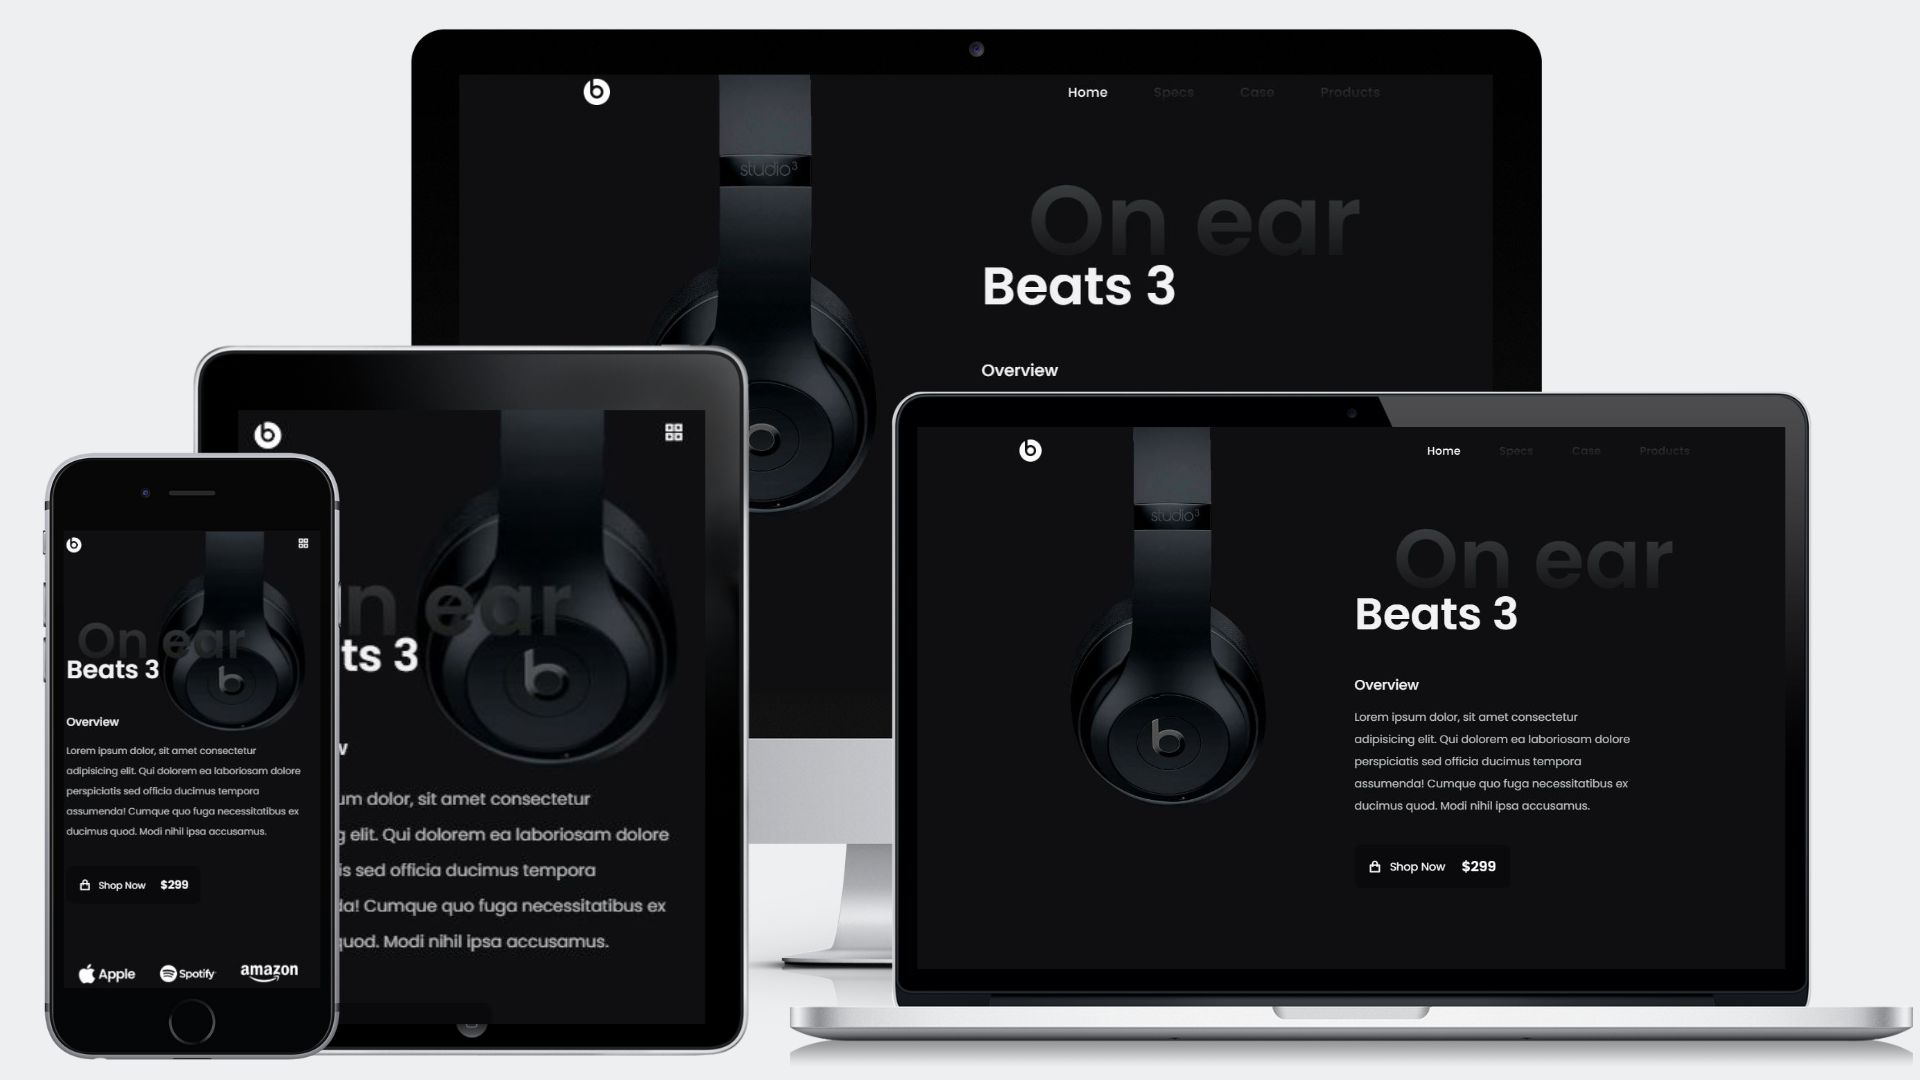 Home Specs Case Products
studio3
On ear
Beats 3
Overview
b
n ear
ts 3
w
um dolor, sit amet consectetur
g elit. Qui dolorem ea laboriosam dolore
is sed officia ducimus tempora
da! Cumque quo fuga necessitatibus ex
quod. Modi nihil ipsa accusamus.
On ear
Beats 3
Overview
Lorem ipsum dolor, sit amet consectetur
adipisicing elit. Qui dolorem ea laboriosam dolore
perspiciatis sed officia ducimus tempora
assumenda! Cumque quo fuga necessitatibus ex
ducimus quod. Modi nihil ipsa accusamus.
Shop Now $299
Apple Spotify amazon
Home Specs Case Products
studio3
On ear
Beats 3
Overview
Lorem ipsum dolor, sit amet consectetur
adipisicing elit. Qui dolorem ea laboriosam dolore
perspiciatis sed officia ducimus tempora
assumenda! Cumque quo fuga necessitatibus ex
ducimus quod. Modi nihil ipsa accusamus.
Shop Now $299